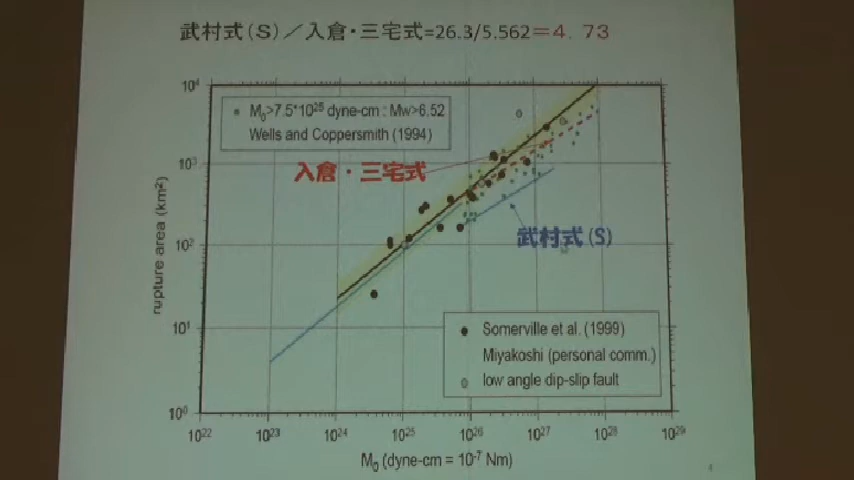 武村式(S)／入倉・三宅式=26.3/5.562＝4.73
10⁴
M₀>7.5*10²⁵ dyne-cm : Mw>6.52
Wells and Coppersmith (1994)
10³
入倉・三宅式
rupture area (km²)
武村式(S)
10²
10¹
Somerville et al. (1999)
Miyakoshi (personal comm.)
low angle dip-slip fault
10⁰
10²² 10²³ 10²⁴ 10²⁵ 10²⁶ 10²⁷ 10²⁸ 10²⁹
M₀ (dyne-cm = 10⁻⁷ Nm)
4